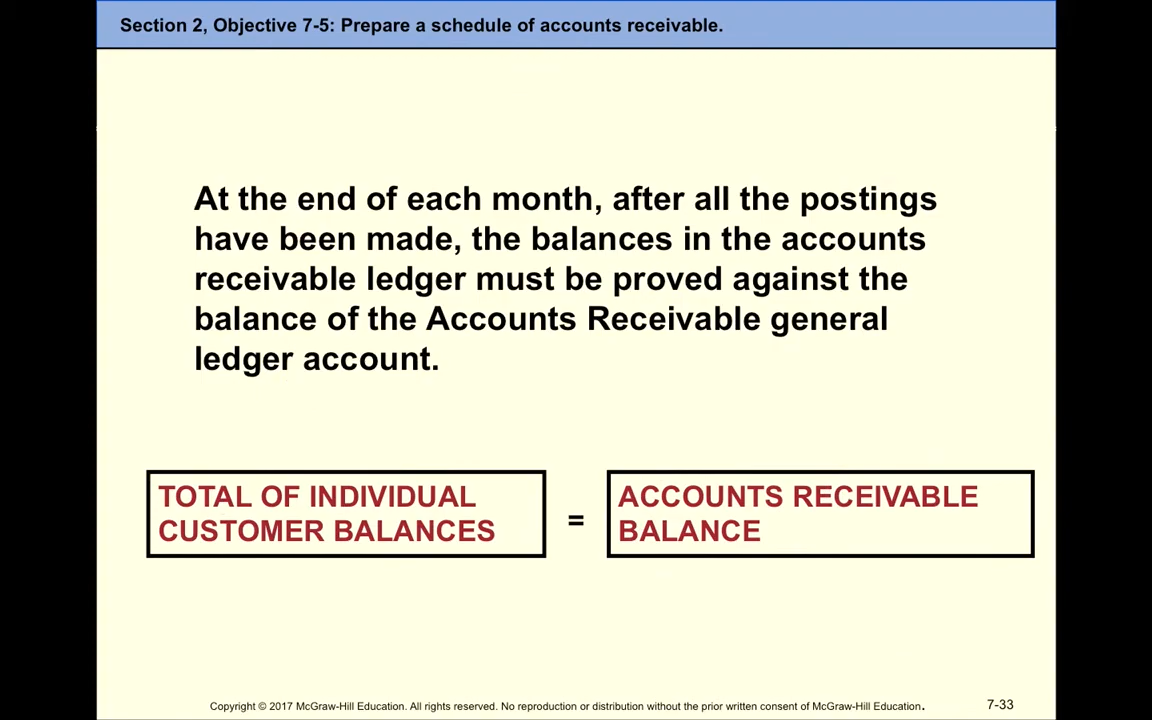 Section 2, Objective 7-5: Prepare a schedule of accounts receivable.
At the end of each month, after all the postings
have been made, the balances in the accounts
receivable ledger must be proved against the
balance of the Accounts Receivable general
ledger account.
TOTAL OF INDIVIDUAL
CUSTOMER BALANCES
=
ACCOUNTS RECEIVABLE
BALANCE
Copyright © 2017 McGraw-Hill Education. All rights reserved. No reproduction or distribution without the prior written consent of McGraw-Hill Education.
7-33